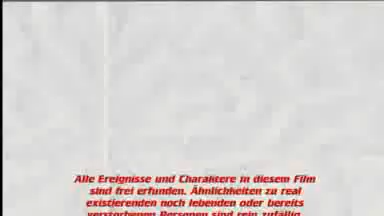 Alle Ereignisse und Charaktere in diesem Film
sind frei erfunden. Ähnlichkeiten zu real
existierenden noch lebenden oder bereits
verstorbenen Personen sind rein zufällig